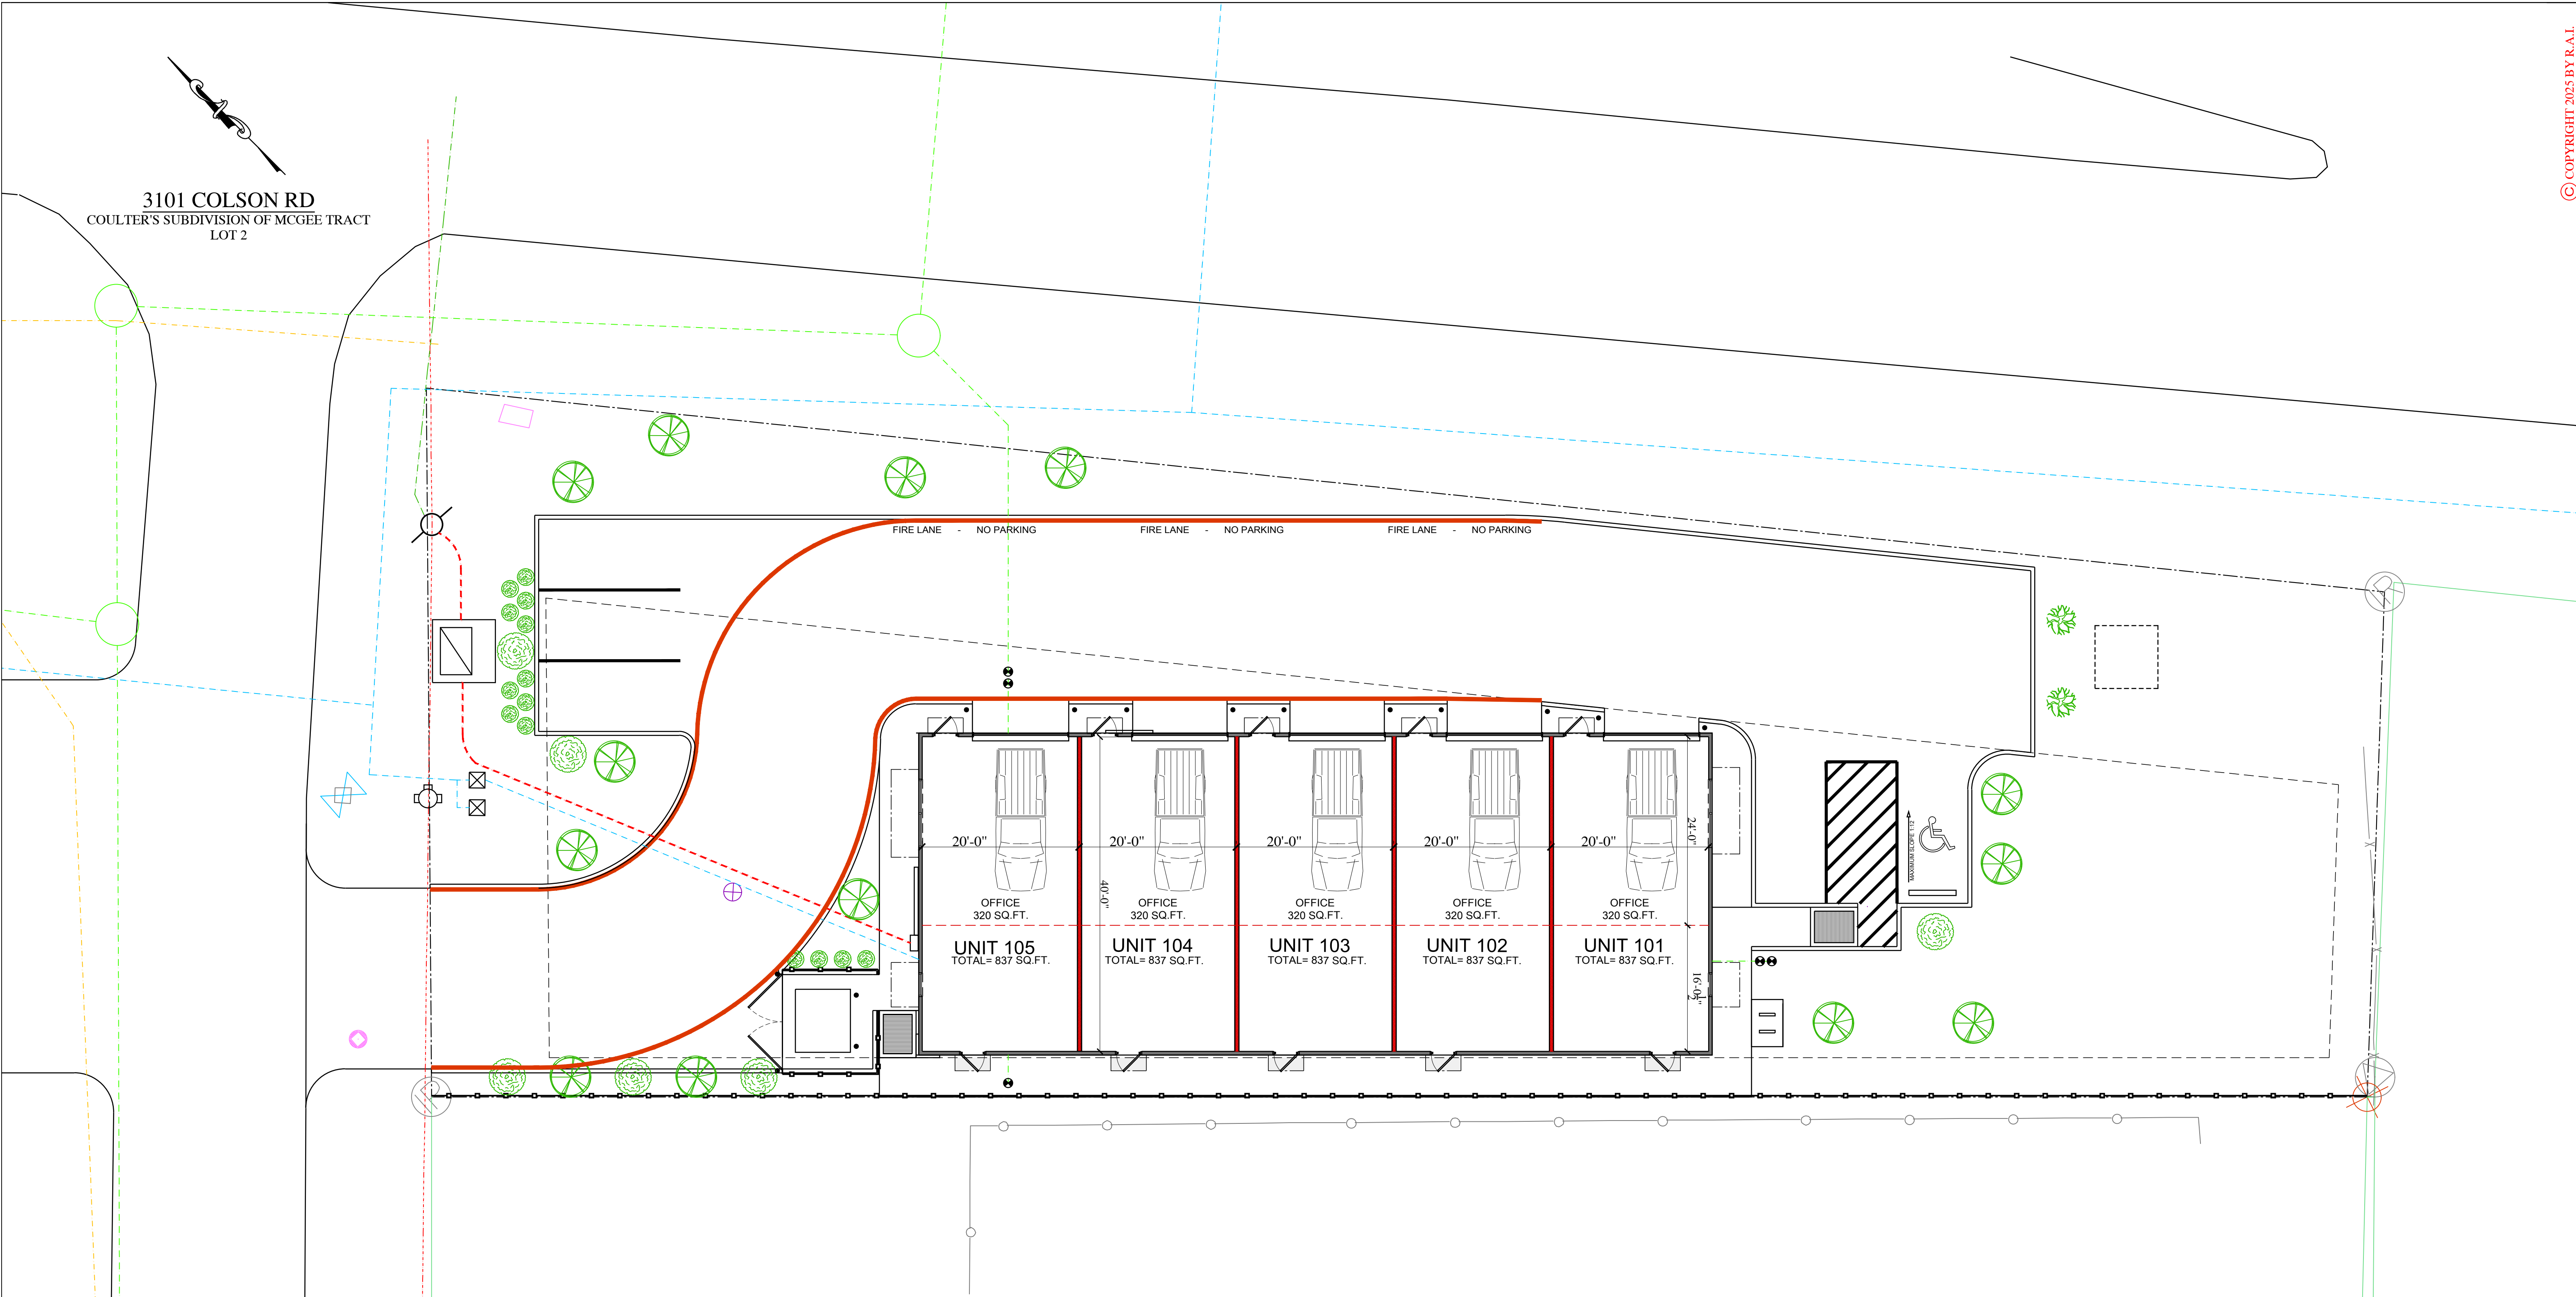 © COPYRIGHT 2025 BY R.A.I.
3101 COLSON RD
COULTER'S SUBDIVISION OF MCGEE TRACT
LOT 2
FIRE LANE - NO PARKING
FIRE LANE - NO PARKING
FIRE LANE - NO PARKING
20'-0"
20'-0"
20'-0"
20'-0"
20'-0"
24'-0"
40'-0"
MAXIMUM SLOPE 1:12
OFFICE
320 SQ.FT.
UNIT 105
TOTAL= 837 SQ.FT.
OFFICE
320 SQ.FT.
UNIT 104
TOTAL= 837 SQ.FT.
OFFICE
320 SQ.FT.
UNIT 103
TOTAL= 837 SQ.FT.
OFFICE
320 SQ.FT.
UNIT 102
TOTAL= 837 SQ.FT.
OFFICE
320 SQ.FT.
UNIT 101
TOTAL= 837 SQ.FT.
X
X
X